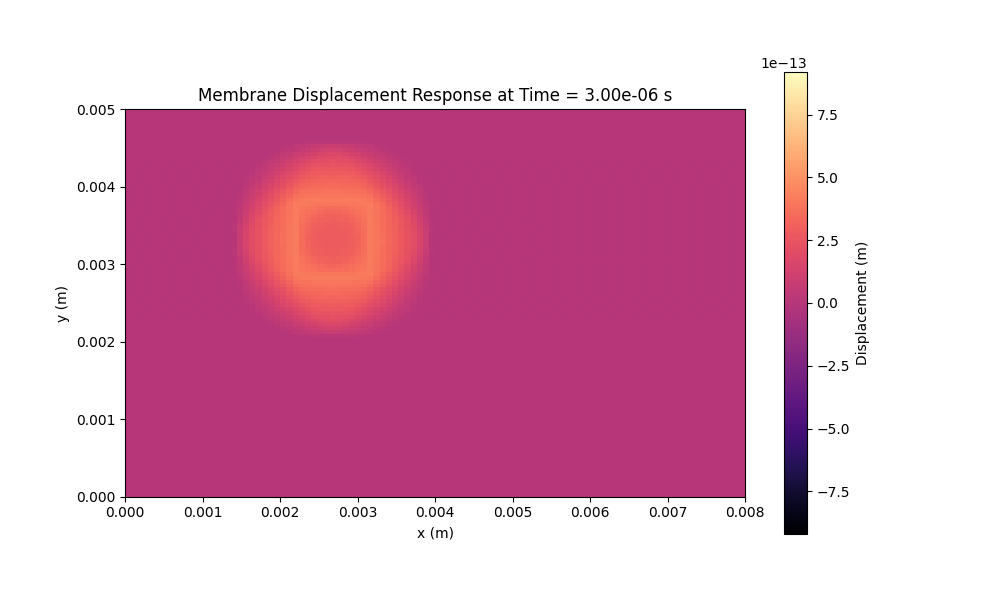 1e−13
Membrane Displacement Response at Time = 3.00e-06 s
0.005
0.004
0.003
0.002
0.001
0.000
y (m)
0.000 0.001 0.002 0.003 0.004 0.005 0.006 0.007 0.008
x (m)
7.5
5.0
2.5
0.0
−2.5
−5.0
−7.5
Displacement (m)